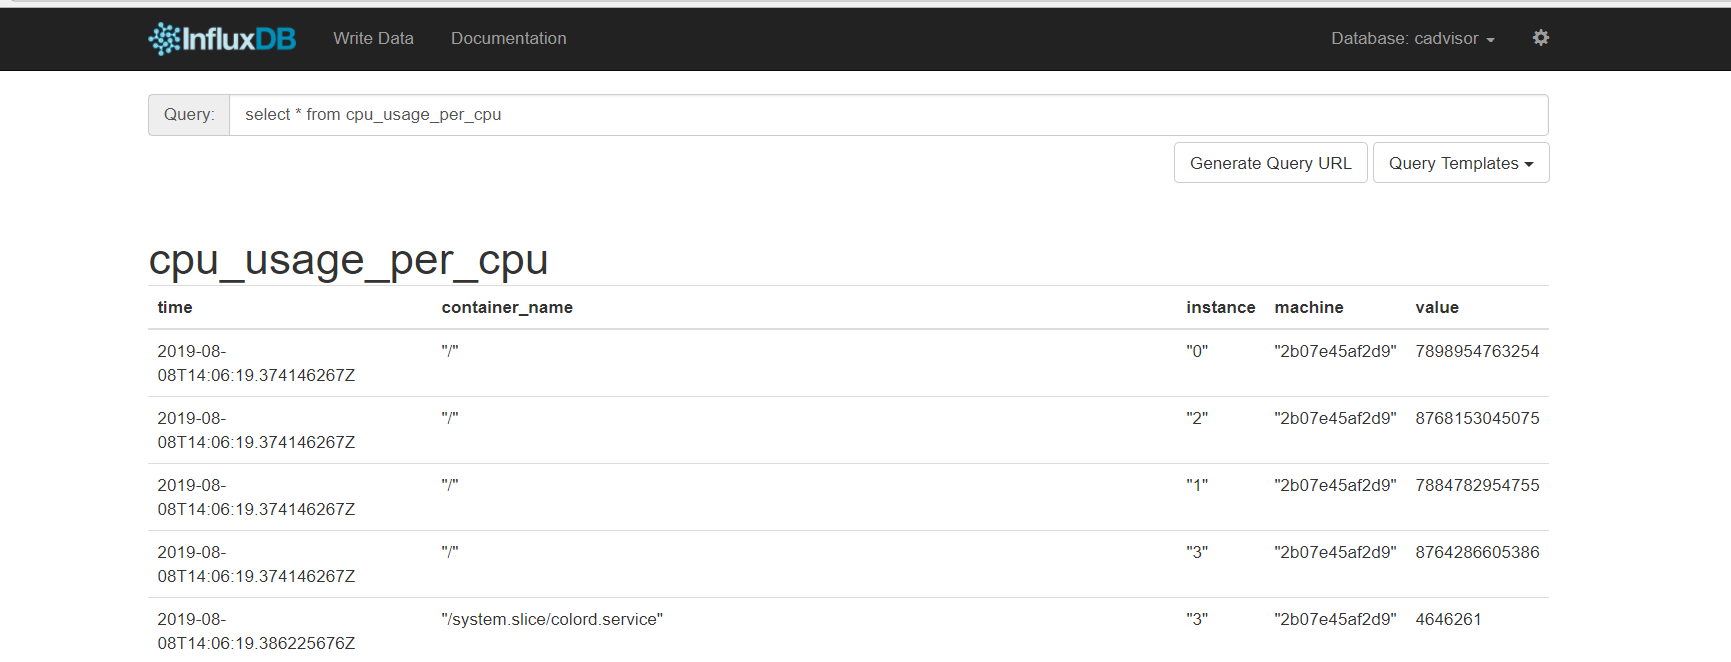 InfluxDB Write Data Documentation Database: cadvisor
Query: select * from cpu_usage_per_cpu
Generate Query URL Query Templates
cpu_usage_per_cpu
time container_name instance machine value
2019-08-
08T14:06:19.374146267Z "/" "0" "2b07e45af2d9" 7898954763254
2019-08-
08T14:06:19.374146267Z "/" "2" "2b07e45af2d9" 8768153045075
2019-08-
08T14:06:19.374146267Z "/" "1" "2b07e45af2d9" 7884782954755
2019-08-
08T14:06:19.374146267Z "/" "3" "2b07e45af2d9" 8764286605386
2019-08-
08T14:06:19.386225676Z "/system.slice/colord.service" "3" "2b07e45af2d9" 4646261